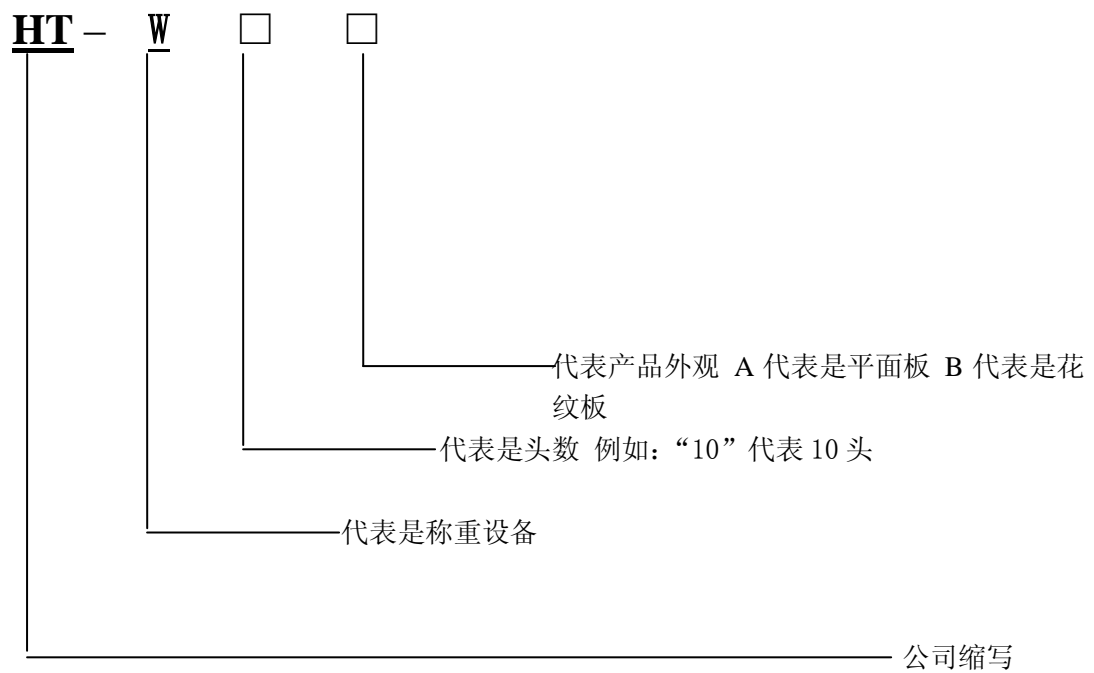 HT－ W □ □
代表产品外观 A 代表是平面板 B 代表是花
纹板
代表是头数 例如：“10”代表 10 头
代表是称重设备
公司缩写